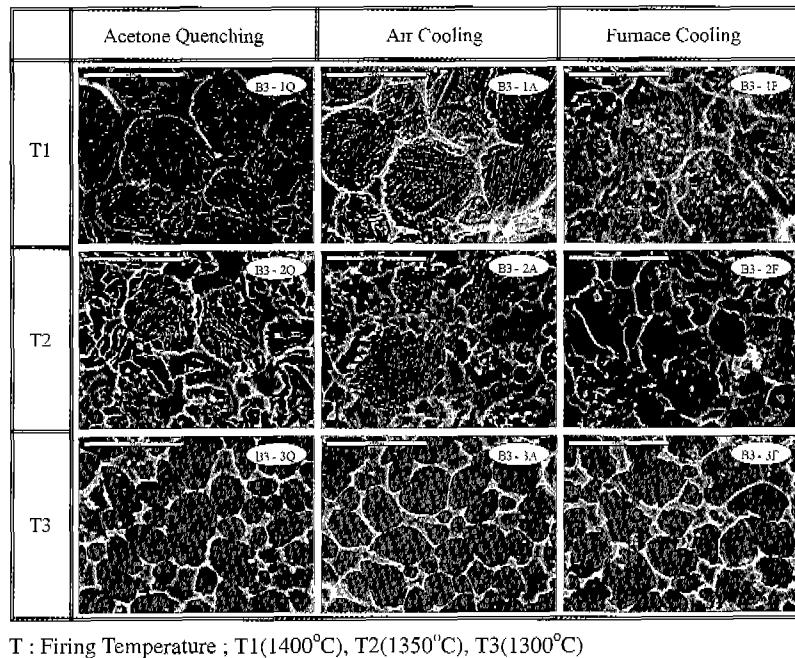 Acetone Quenching Air Cooling Furnace Cooling
T1 B3 - 1Q B3 - 1A B3 - 1F
T2 B3 - 2Q B3 - 2A B3 - 2F
T3 B3 - 3Q B3 - 3A B3 - 3F
T : Firing Temperature ; T1(1400°C), T2(1350°C), T3(1300°C)